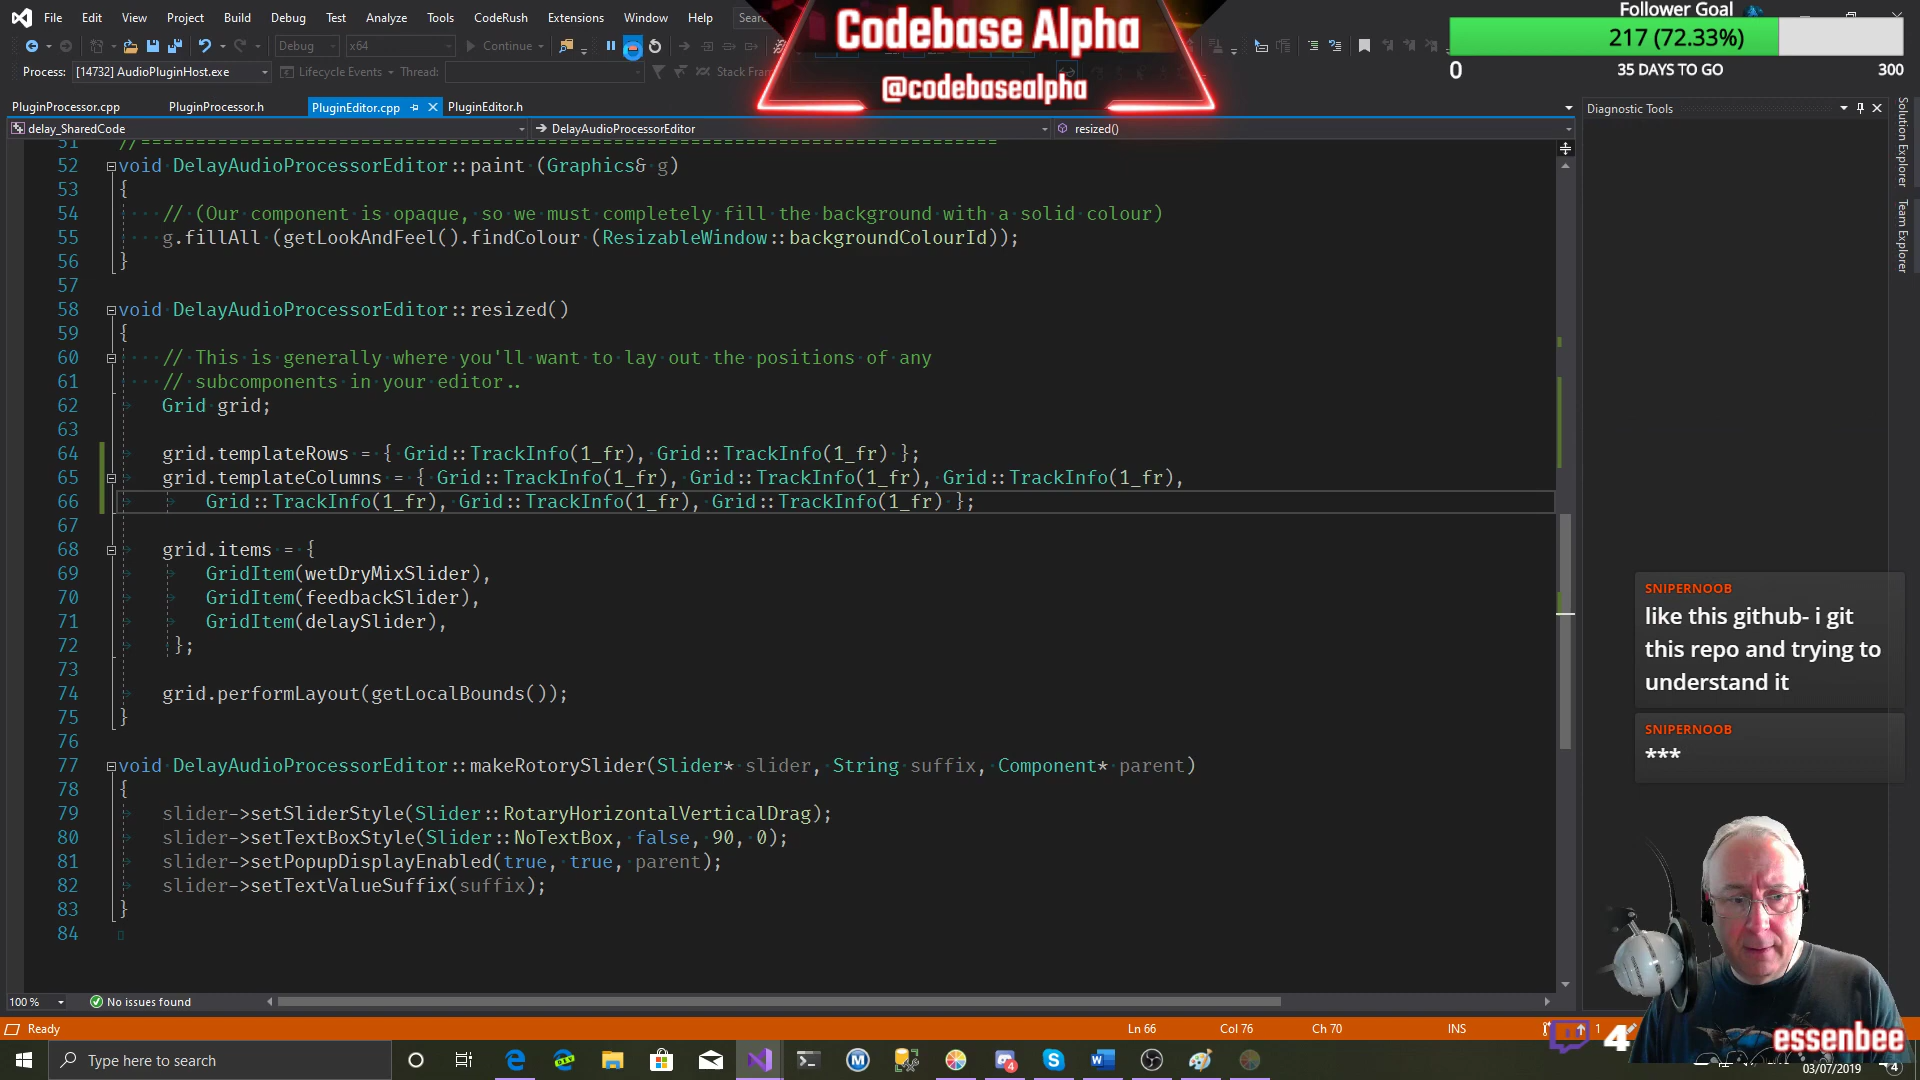 File Edit View Project Build Debug Test Analyze Tools CodeRush Extensions Window Help Sear
Codebase Alpha
@codebasealpha
Follower Goal
217 (72.33%)
0 35 DAYS TO GO 300
Debug x64 Continue
Process: [14732] AudioPluginHost.exe Lifecycle Events Thread: Stack Fram
PluginProcessor.cpp PluginProcessor.h PluginEditor.cpp PluginEditor.h
Diagnostic Tools
Solution Explorer
Team Explorer
delay_SharedCode DelayAudioProcessorEditor resized()
51 //==============================================================================
52 void DelayAudioProcessorEditor::paint (Graphics& g)
53 {
54 // (Our component is opaque, so we must completely fill the background with a solid colour)
55 g.fillAll (getLookAndFeel().findColour (ResizableWindow::backgroundColourId));
56 }
57
58 void DelayAudioProcessorEditor::resized()
59 {
60 // This is generally where you'll want to lay out the positions of any
61 // subcomponents in your editor..
62 Grid grid;
63
64 grid.templateRows = { Grid::TrackInfo(1_fr), Grid::TrackInfo(1_fr) };
65 grid.templateColumns = { Grid::TrackInfo(1_fr), Grid::TrackInfo(1_fr), Grid::TrackInfo(1_fr),
66 Grid::TrackInfo(1_fr), Grid::TrackInfo(1_fr), Grid::TrackInfo(1_fr) };
67
68 grid.items = {
69 GridItem(wetDryMixSlider),
70 GridItem(feedbackSlider),
71 GridItem(delaySlider),
72 };
73
74 grid.performLayout(getLocalBounds());
75 }
76
77 void DelayAudioProcessorEditor::makeRotorySlider(Slider* slider, String suffix, Component* parent)
78 {
79 slider->setSliderStyle(Slider::RotaryHorizontalVerticalDrag);
80 slider->setTextBoxStyle(Slider::NoTextBox, false, 90, 0);
81 slider->setPopupDisplayEnabled(true, true, parent);
82 slider->setTextValueSuffix(suffix);
83 }
84
SNIPERNOOB
like this github- i git
this repo and trying to
understand it
SNIPERNOOB
***
100 % No issues found
Ready Ln 66 Col 76 Ch 70 INS 1
4
essenbee
Type here to search
4
03/07/2019 4